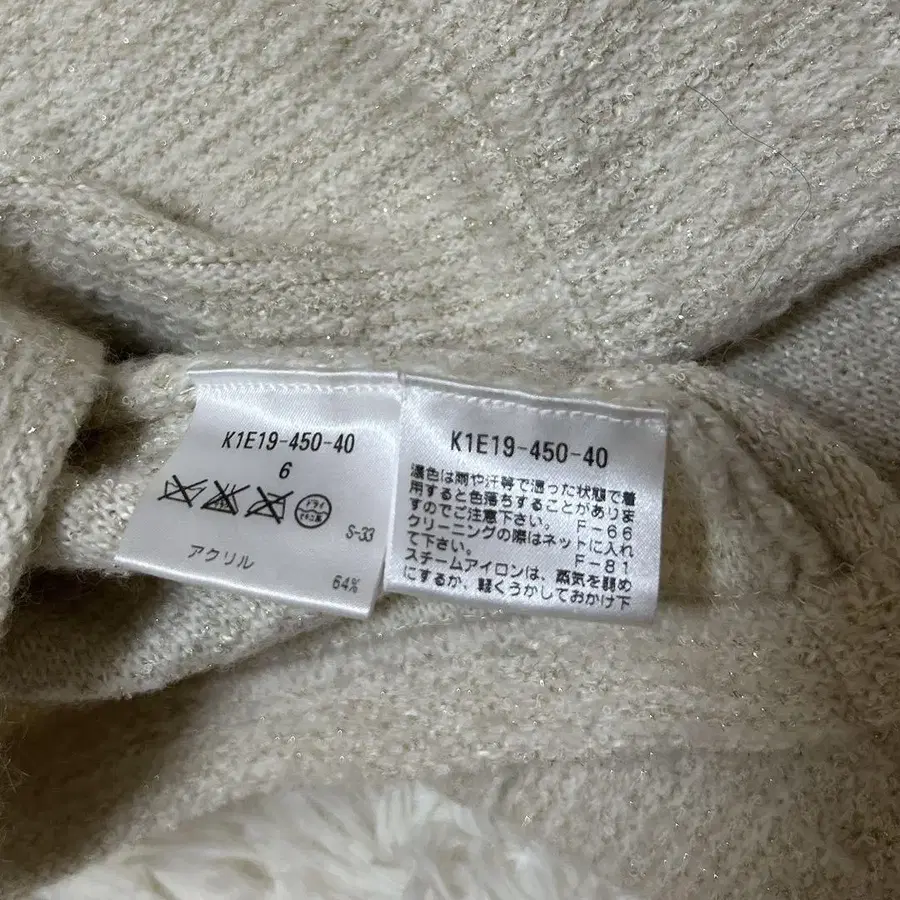 K1E19-450-40
6
ドライ
S-33
アクリル
64%
K1E19-450-40
濃色は雨や汗等で湿った状態で着
用すると色落ちすることがありま
すのでご注意下さい。 F-66
クリーニングの際はネットに入れ
て下さい。 F-81
スチームアイロンは、蒸気を弱め
にするか、軽くうかしておかけ下